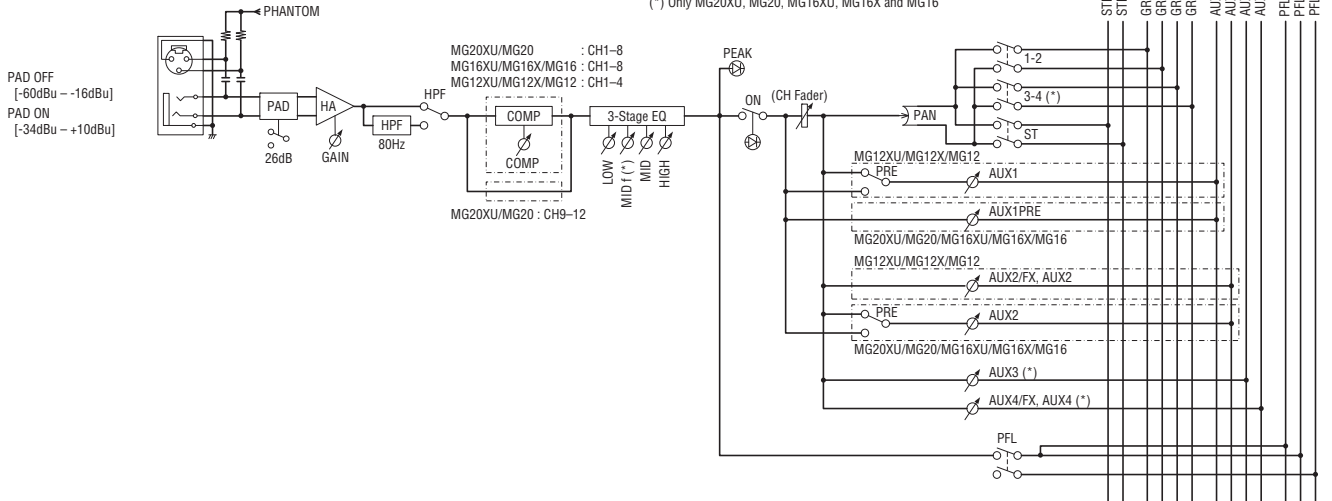 (*) Only MG20XU, MG20, MG16XU, MG16X and MG16
PHANTOM
PAD OFF
[-60dBu – -16dBu]
PAD ON
[-34dBu – +10dBu]
PAD
26dB
HA
GAIN
HPF
HPF
80Hz
MG20XU/MG20 : CH1–8
MG16XU/MG16X/MG16 : CH1–8
MG12XU/MG12X/MG12 : CH1–4
COMP
COMP
MG20XU/MG20 : CH9–12
3-Stage EQ
LOW
MID f (*)
MID
HIGH
PEAK
ON
(CH Fader)
PAN
1-2
3-4 (*)
ST
MG12XU/MG12X/MG12
PRE
AUX1
AUX1PRE
MG20XU/MG20/MG16XU/MG16X/MG16
MG12XU/MG12X/MG12
AUX2/FX, AUX2
PRE
AUX2
MG20XU/MG20/MG16XU/MG16X/MG16
AUX3 (*)
AUX4/FX, AUX4 (*)
PFL